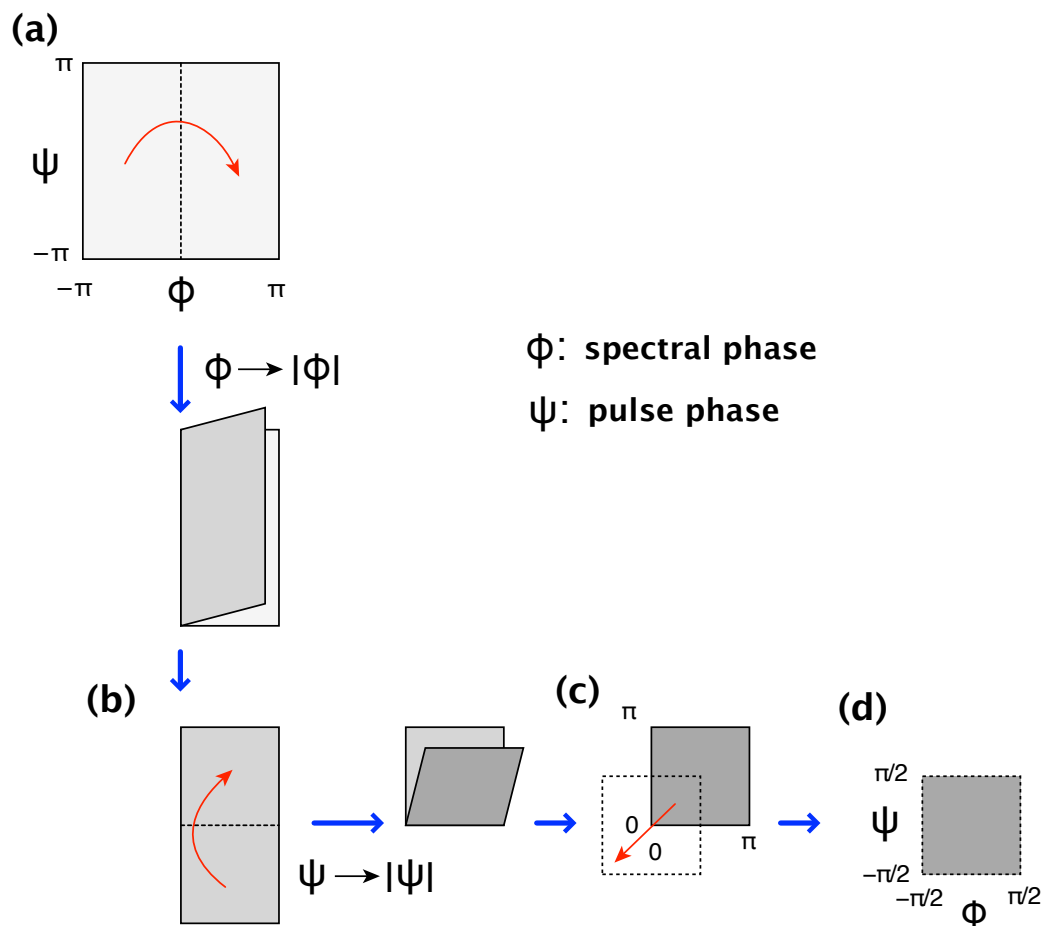 (a)
π
ψ
−π
−π
ϕ
π
ϕ → |ϕ|
ϕ: spectral phase
ψ: pulse phase
(b)
ψ → |ψ|
(c)
π
0
0
π
(d)
π/2
ψ
−π/2
−π/2
π/2
ϕ